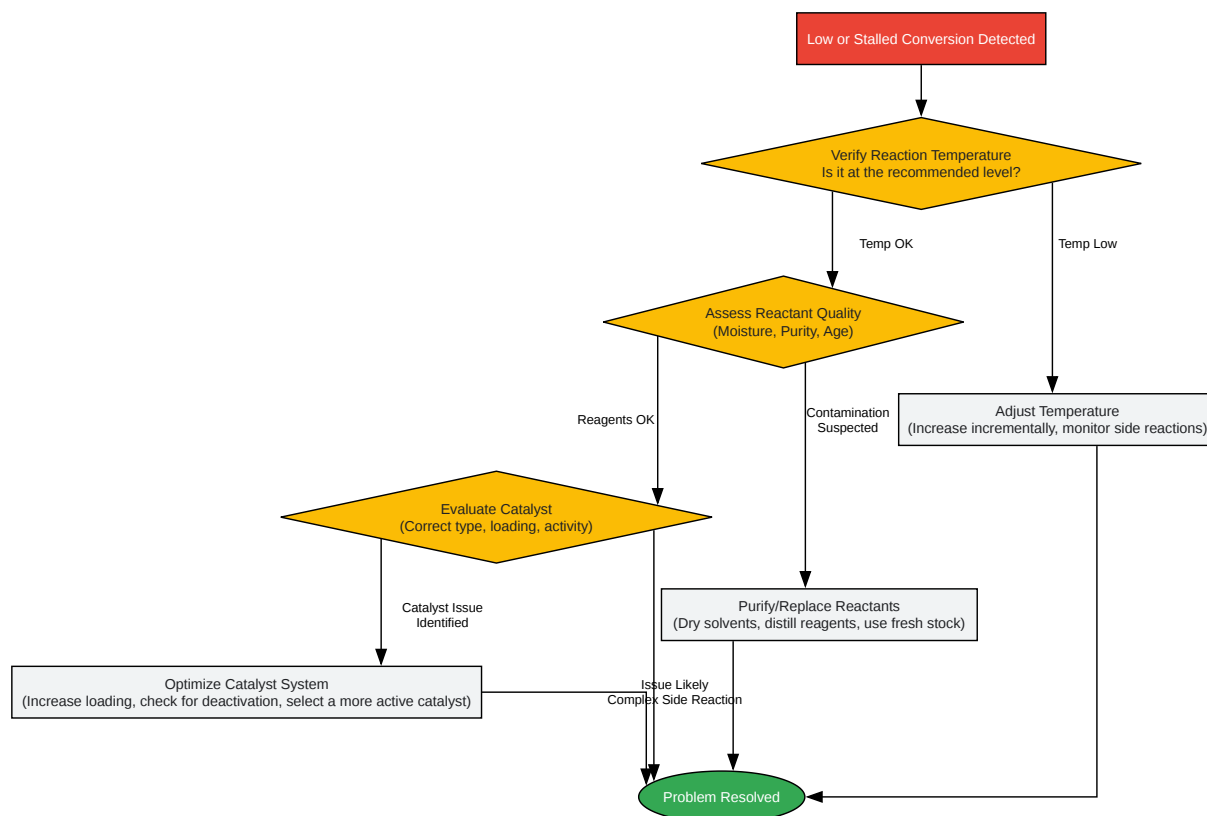 Low or Stalled Conversion Detected
Verify Reaction Temperature
Is it at the recommended level?
Temp OK
Temp Low
Assess Reactant Quality
(Moisture, Purity, Age)
Reagents OK
Contamination
Suspected
Adjust Temperature
(Increase incrementally, monitor side reactions)
Evaluate Catalyst
(Correct type, loading, activity)
Catalyst Issue
Identified
Purify/Replace Reactants
(Dry solvents, distill reagents, use fresh stock)
Optimize Catalyst System
(Increase loading, check for deactivation, select a more active catalyst)
Issue Likely
Complex Side Reaction
Problem Resolved